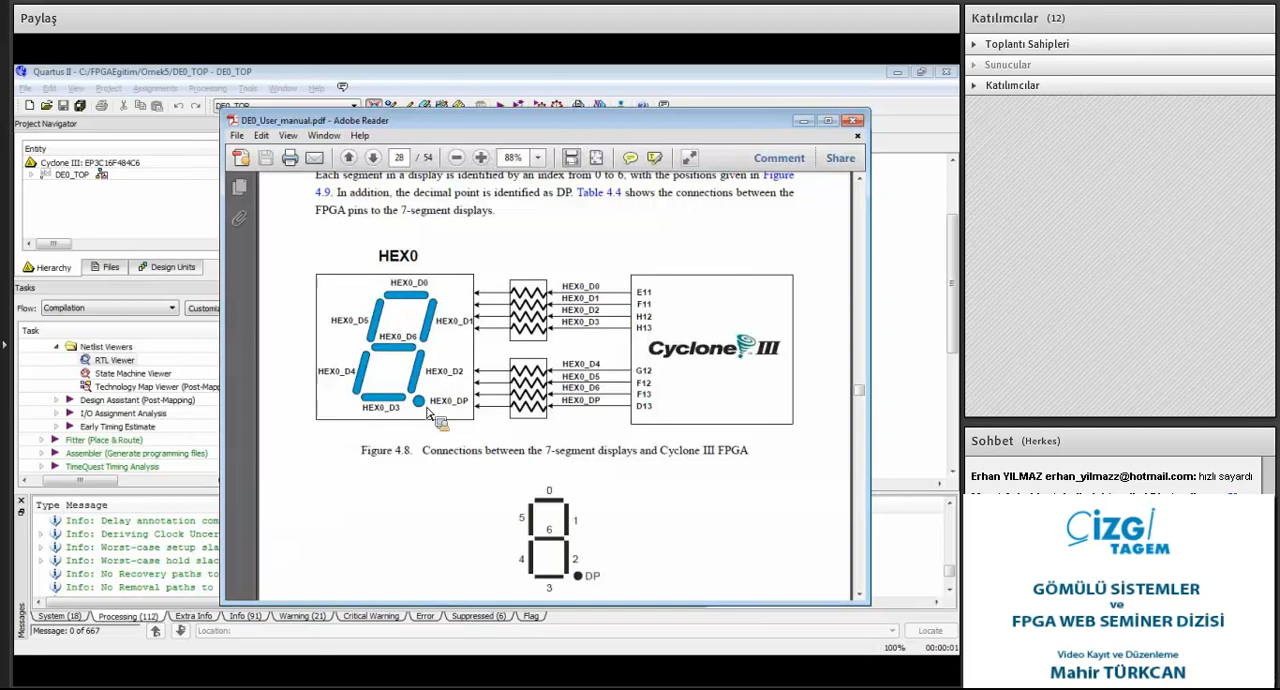 Paylaş
Quartus II - C:/FPGAEgitim/Ornek5/DE0_TOP - DE0_TOP
File Edit View Project Assignments Processing Tools Window Help
DE0_TOP
Project Navigator
Entity
Cyclone III: EP3C16F484C6
DE0_TOP
Hierarchy Files Design Units
Tasks
Flow: Compilation Customiz
Task
Netlist Viewers
RTL Viewer
State Machine Viewer
Technology Map Viewer (Post-Mapp
Design Assistant (Post-Mapping)
I/O Assignment Analysis
Early Timing Estimate
Fitter (Place & Route)
Assembler (Generate programming files)
TimeQuest Timing Analysis
Type Message
Info: Delay annotation com
Info: Deriving Clock Uncer
Info: Worst-case setup sla
Info: Worst-case hold slac
Info: No Recovery paths to
Info: No Removal paths to
System (18) Processing (112) Extra Info Info (91) Warning (21) Critical Warning Error Suppressed (6) Flag
Messages
Message: 0 of 667 Location: Locate
100% 00:00:01
DE0_User_manual.pdf - Adobe Reader
File Edit View Window Help
28 / 54 88% Comment Share
Each segment in a display is identified by an index from 0 to 6, with the positions given in Figure
4.9. In addition, the decimal point is identified as DP. Table 4.4 shows the connections between the
FPGA pins to the 7-segment displays.
HEX0
HEX0_D0
HEX0_D5 HEX0_D1
HEX0_D6
HEX0_D4 HEX0_D2
HEX0_D3 HEX0_DP
HEX0_D0 E11
HEX0_D1 F11
HEX0_D2 H12
HEX0_D3 H13
HEX0_D4 G12
HEX0_D5 F12
HEX0_D6 F13
HEX0_DP D13
Cyclone III
Figure 4.8. Connections between the 7-segment displays and Cyclone III FPGA
0
5 1
6
4 2
DP
3
Katılımcılar (12)
Toplantı Sahipleri
Sunucular
Katılımcılar
Sohbet (Herkes)
Erhan YILMAZ erhan_yilmazz@hotmail.com: hızlı sayardı
ÇİZGİ
TAGEM
GÖMÜLÜ SİSTEMLER
ve
FPGA WEB SEMİNER DİZİSİ
Video Kayıt ve Düzenleme
Mahir TÜRKCAN